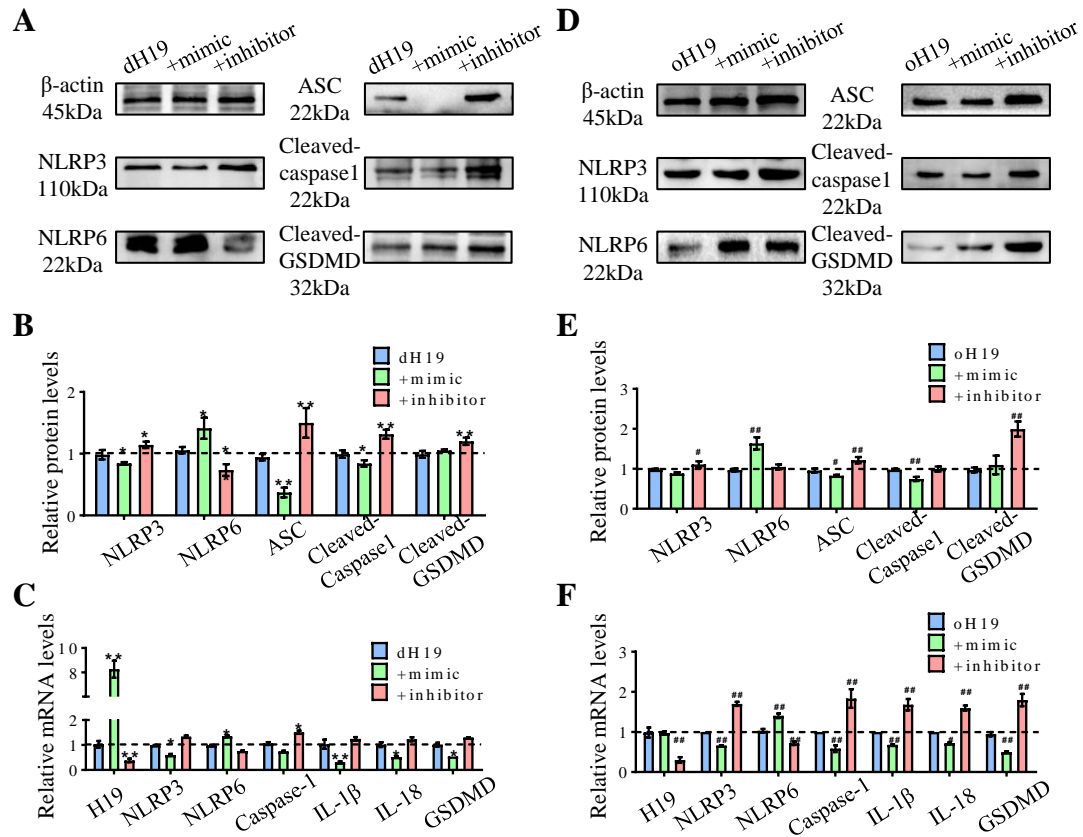 A
dH19
+mimic
+inhibitor
dH19
+mimic
+inhibitor
β-actin
45kDa
ASC
22kDa
NLRP3
110kDa
Cleaved-
caspase1
22kDa
NLRP6
22kDa
Cleaved-
GSDMD
32kDa
D
oH19
+mimic
+inhibitor
oH19
+mimic
+inhibitor
β-actin
45kDa
ASC
22kDa
NLRP3
110kDa
Cleaved-
caspase1
22kDa
NLRP6
22kDa
Cleaved-
GSDMD
32kDa
B
Relative protein levels
2
1
0
dH19
+mimic
+inhibitor
* * * * * ** ** * ** **
NLRP3
NLRP6
ASC
Cleaved-
Caspase1
Cleaved-
GSDMD
E
Relative protein levels
3
2
1
0
oH19
+mimic
+inhibitor
# ## # ## ## ##
NLRP3
NLRP6
ASC
Cleaved-
Caspase1
Cleaved-
GSDMD
C
Relative mRNA levels
10
8
2
1
0
dH19
+mimic
+inhibitor
** ** * * * ** * *
H19
NLRP3
NLRP6
Caspase-1
IL-1β
IL-18
GSDMD
F
Relative mRNA levels
3
2
1
0
oH19
+mimic
+inhibitor
## ## ## ## ## ## ## ## ## ## ## ## ##
H19
NLRP3
NLRP6
Caspase-1
IL-1β
IL-18
GSDMD